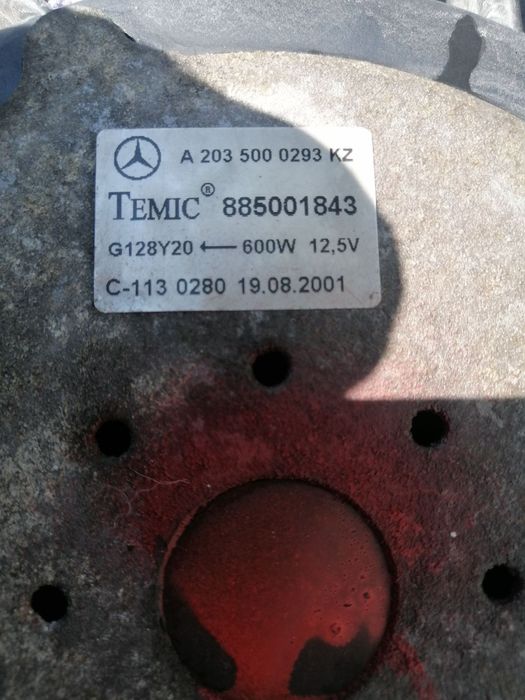 A 203 500 0293 KZ
TEMIC® 885001843
G128Y20 ← 600W 12,5V
C-113 0280 19.08.2001